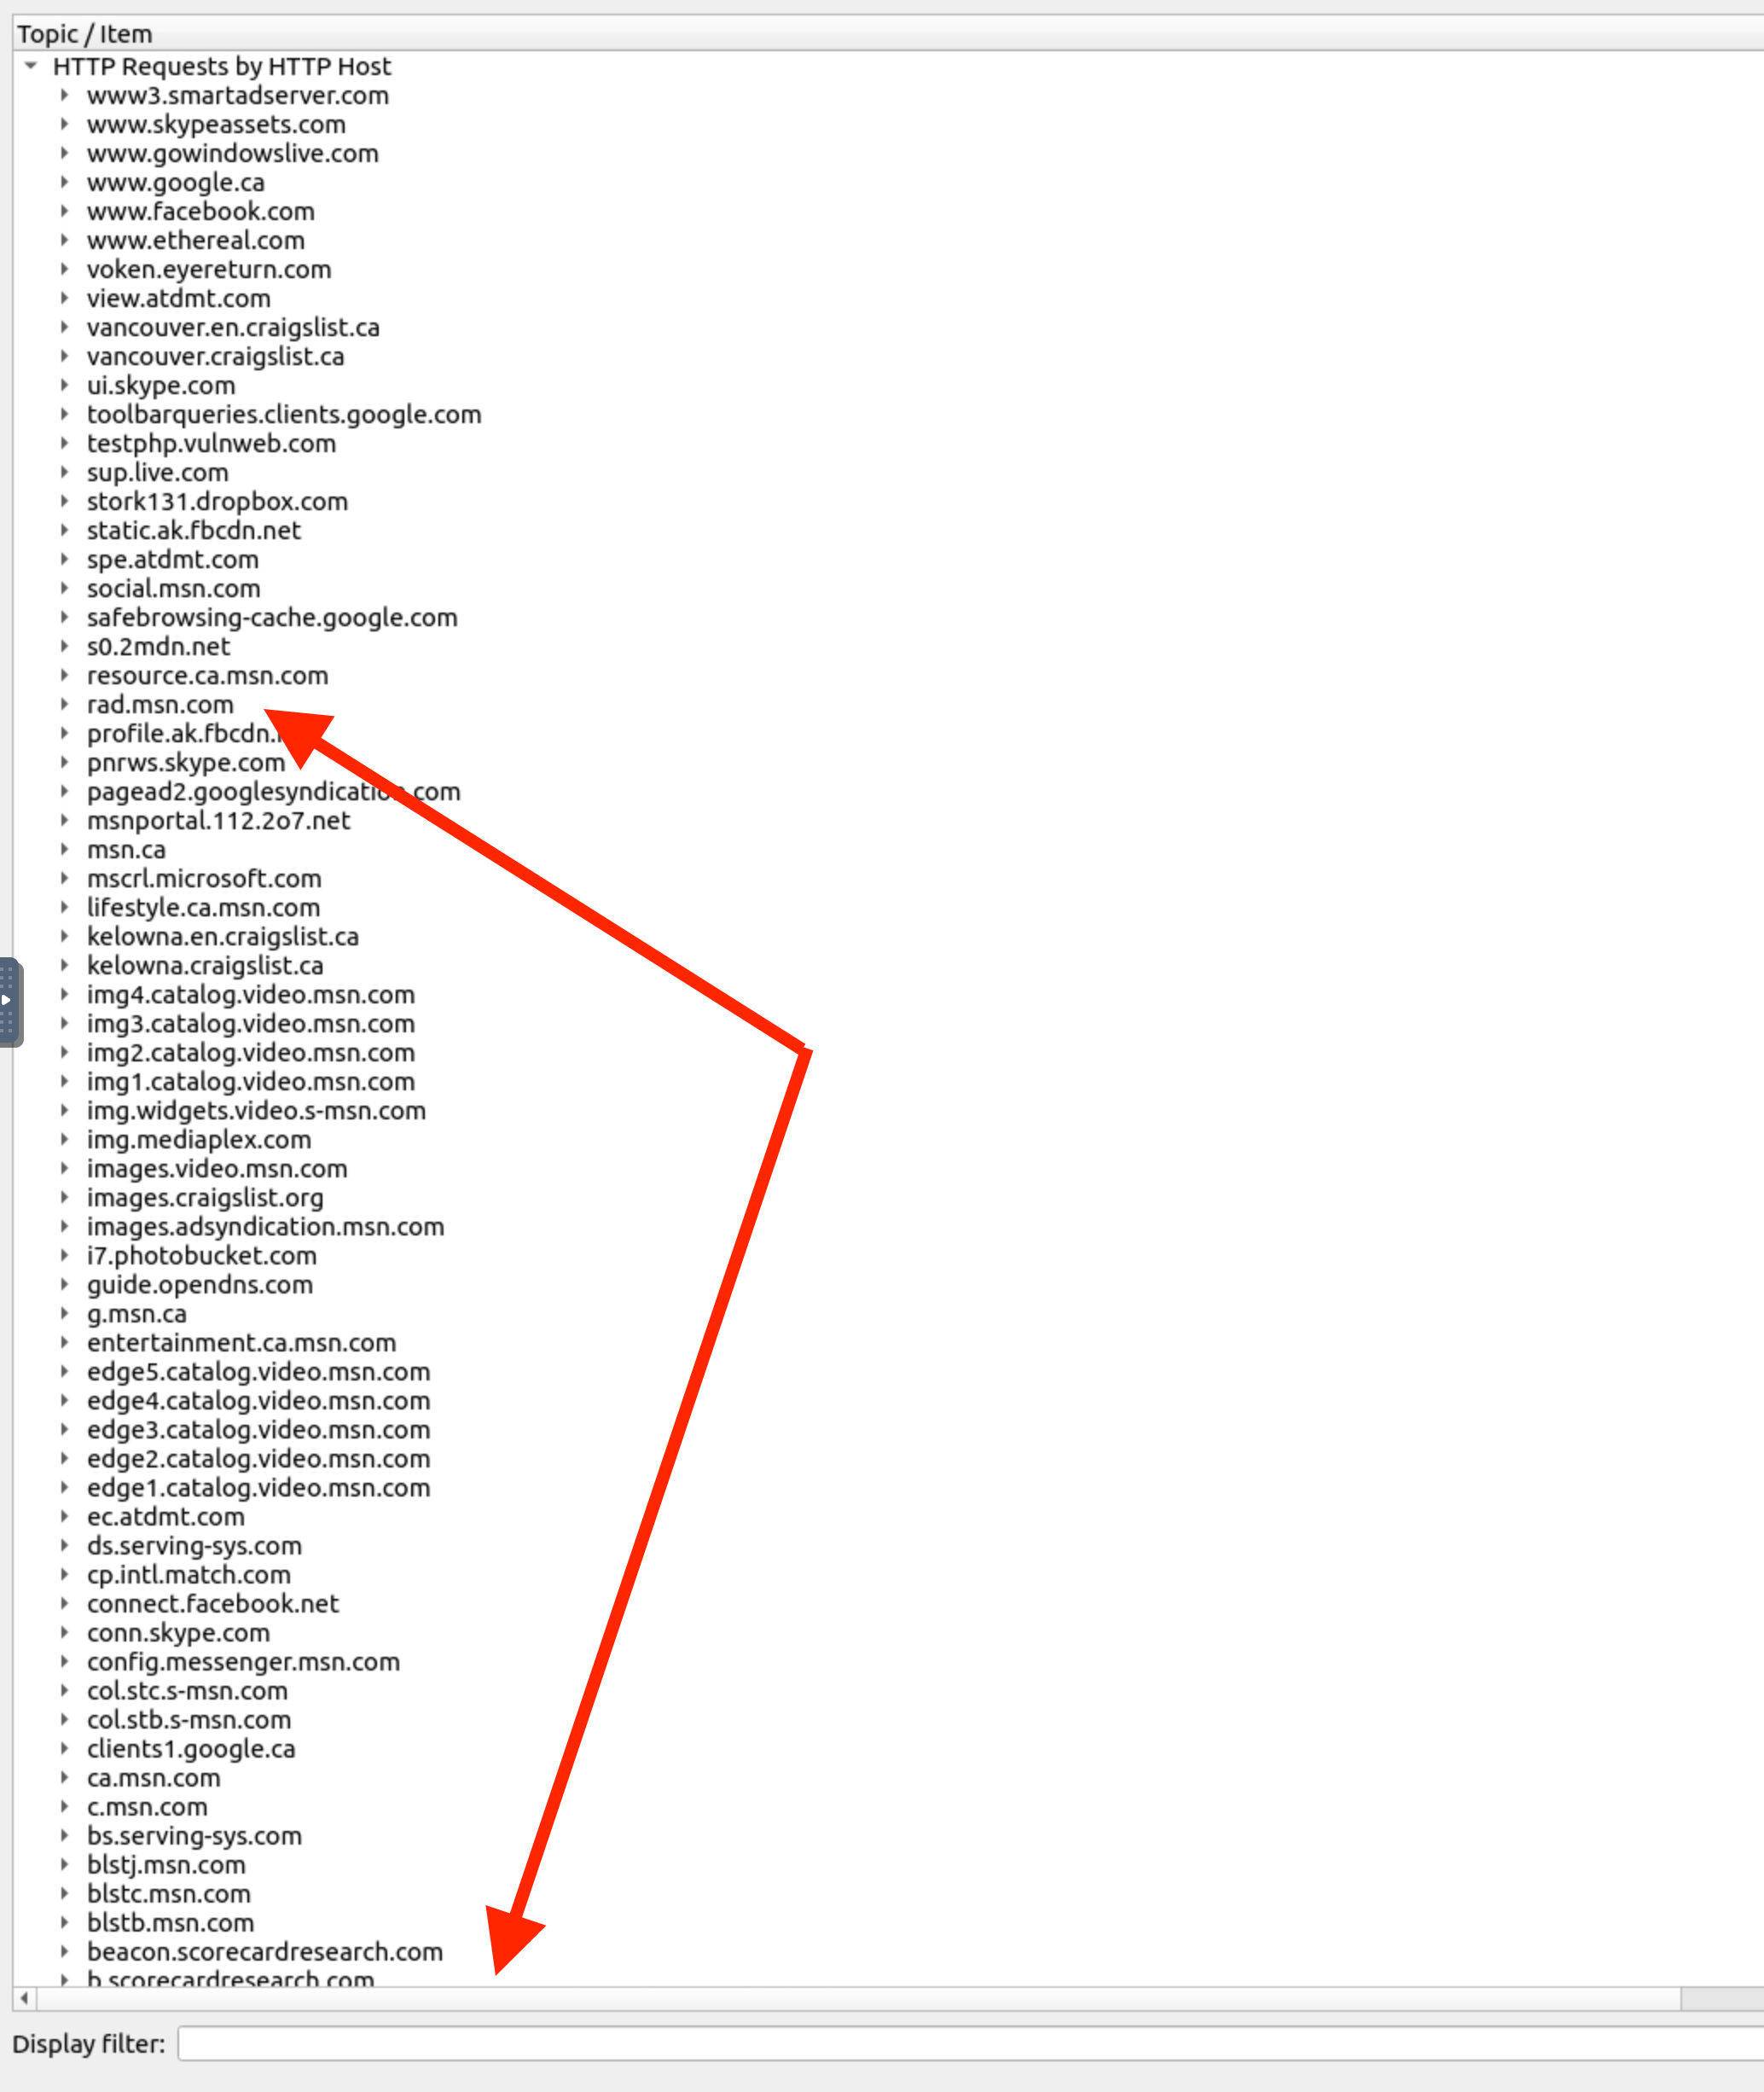 Topic / Item
HTTP Requests by HTTP Host
www3.smartadserver.com
www.skypeassets.com
www.gowindowslive.com
www.google.ca
www.facebook.com
www.ethereal.com
voken.eyereturn.com
view.atdmt.com
vancouver.en.craigslist.ca
vancouver.craigslist.ca
ui.skype.com
toolbarqueries.clients.google.com
testphp.vulnweb.com
sup.live.com
stork131.dropbox.com
static.ak.fbcdn.net
spe.atdmt.com
social.msn.com
safebrowsing-cache.google.com
s0.2mdn.net
resource.ca.msn.com
rad.msn.com
profile.ak.fbcdn.
pnrws.skype.com
pagead2.googlesyndication.com
msnportal.112.2o7.net
msn.ca
mscrl.microsoft.com
lifestyle.ca.msn.com
kelowna.en.craigslist.ca
kelowna.craigslist.ca
img4.catalog.video.msn.com
img3.catalog.video.msn.com
img2.catalog.video.msn.com
img1.catalog.video.msn.com
img.widgets.video.s-msn.com
img.mediaplex.com
images.video.msn.com
images.craigslist.org
images.adsyndication.msn.com
i7.photobucket.com
guide.opendns.com
g.msn.ca
entertainment.ca.msn.com
edge5.catalog.video.msn.com
edge4.catalog.video.msn.com
edge3.catalog.video.msn.com
edge2.catalog.video.msn.com
edge1.catalog.video.msn.com
ec.atdmt.com
ds.serving-sys.com
cp.intl.match.com
connect.facebook.net
conn.skype.com
config.messenger.msn.com
col.stc.s-msn.com
col.stb.s-msn.com
clients1.google.ca
ca.msn.com
c.msn.com
bs.serving-sys.com
blstj.msn.com
blstc.msn.com
blstb.msn.com
beacon.scorecardresearch.com
b.scorecardresearch.com
Display filter: